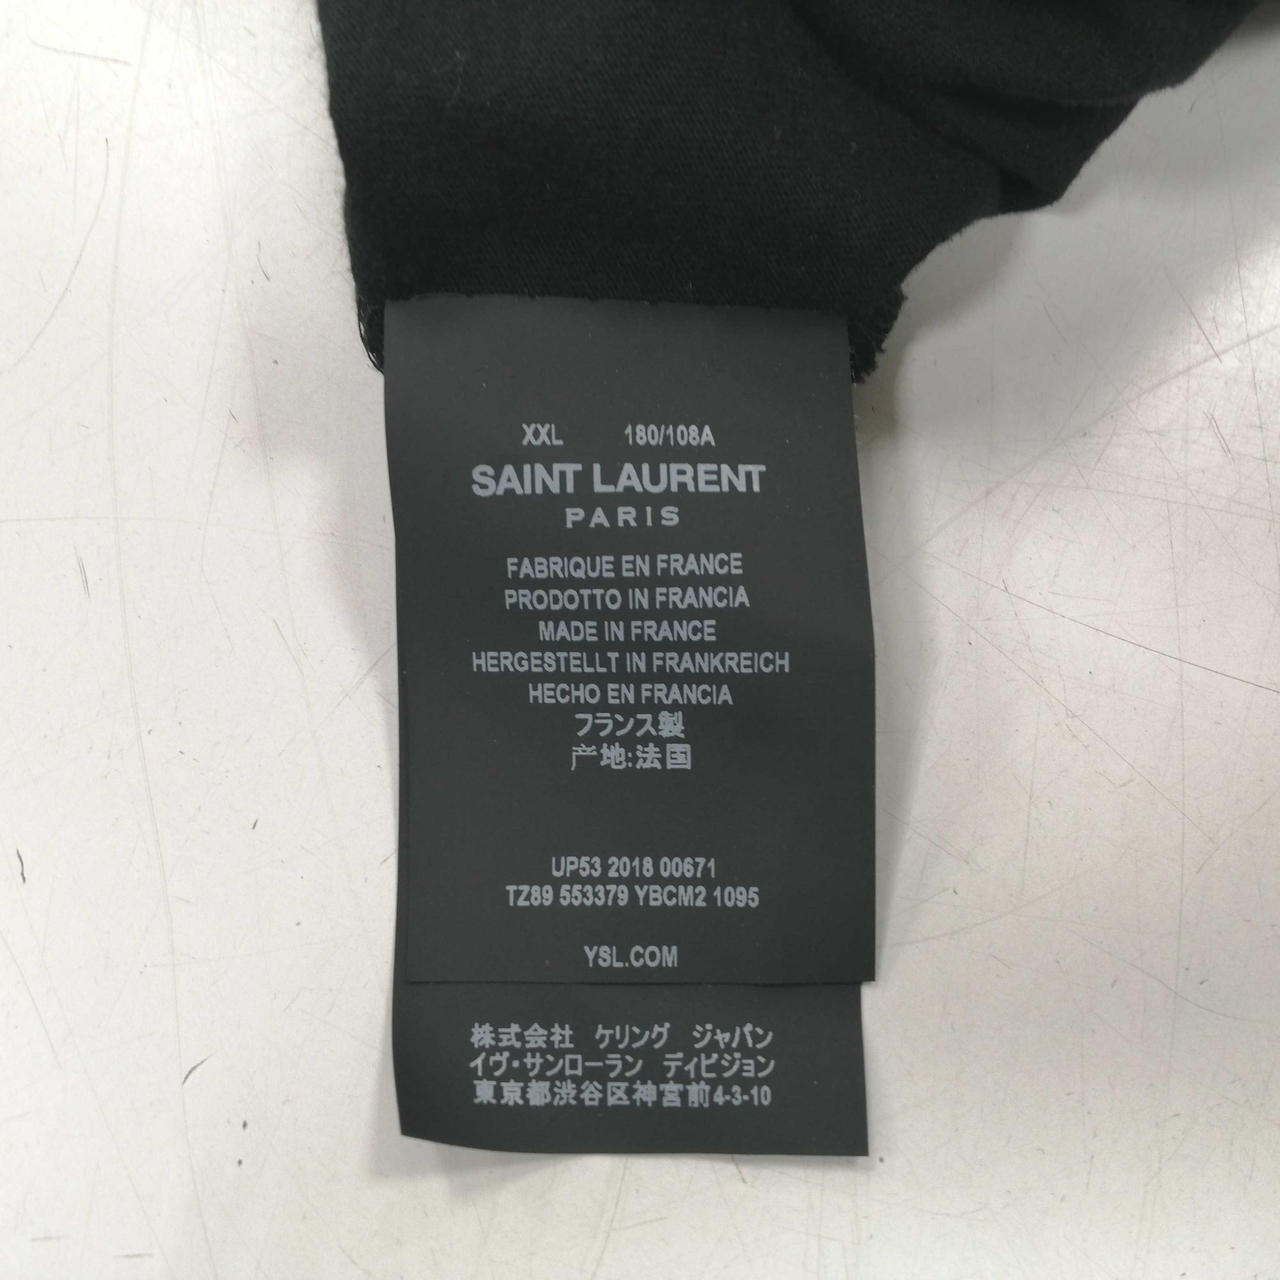 XXL 180/108A
SAINT LAURENT
PARIS
FABRIQUE EN FRANCE
PRODOTTO IN FRANCIA
MADE IN FRANCE
HERGESTELLT IN FRANKREICH
HECHO EN FRANCIA
フランス製
产地:法国
UP53 2018 00671
TZ89 553379 YBCM2 1095
YSL.COM
株式会社 ケリング ジャパン
イヴ・サンローラン ディビジョン
東京都渋谷区神宮前4-3-10